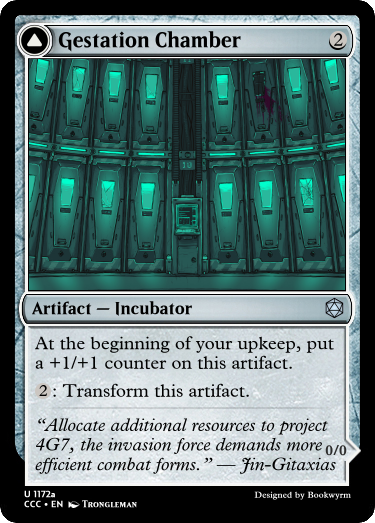 Gestation Chamber 2
10
Artifact — Incubator
At the beginning of your upkeep, put
a +1/+1 counter on this artifact.
2: Transform this artifact.
“Allocate additional resources to project
4G7, the invasion force demands more
efficient combat forms.” — Jin-Gitaxias
0/0
U 1172a
CCC • EN Trongleman
Designed by Bookwyrm